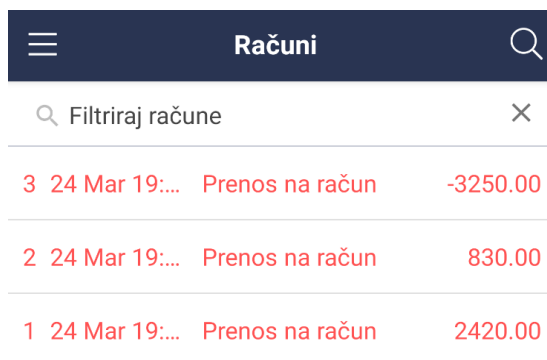 Računi
Filtriraj račune
3 24 Mar 19:... Prenos na račun -3250.00
2 24 Mar 19:... Prenos na račun 830.00
1 24 Mar 19:... Prenos na račun 2420.00